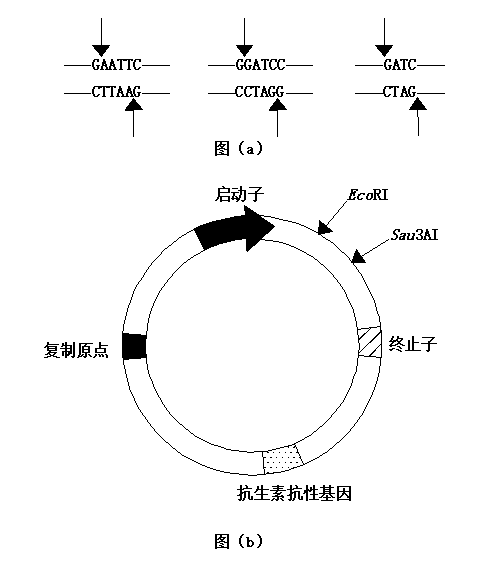 GAATTC GGATCC GATC
CTTAAG CCTAGG CTAG
图（a）
启动子
EcoRI
Sau3AI
复制原点
终止子
抗生素抗性基因
图（b）